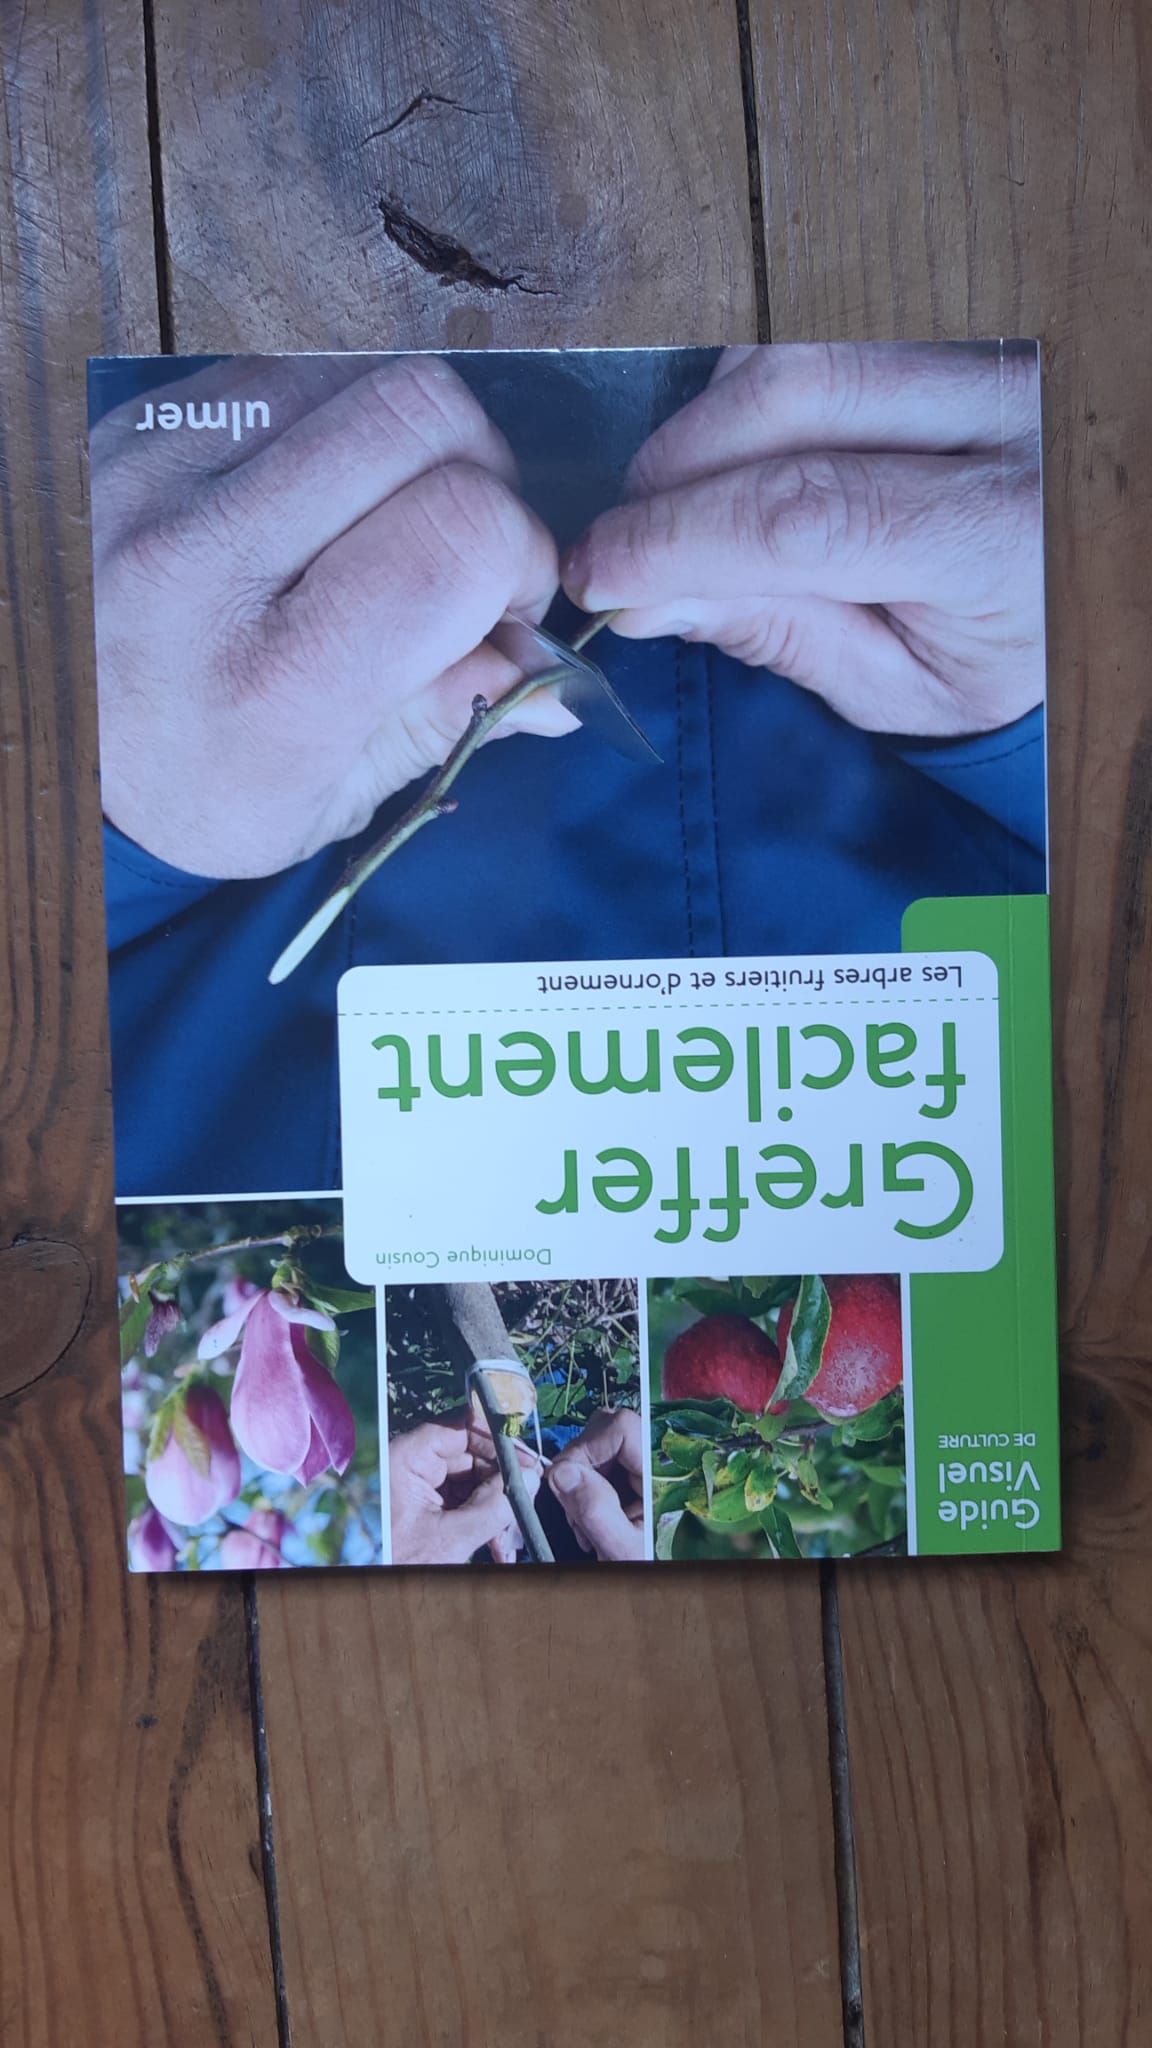 Guide
Visuel
DE CULTURE
Dominique Cousin
Greffer
facilement
Les arbres fruitiers et d'ornement
ulmer